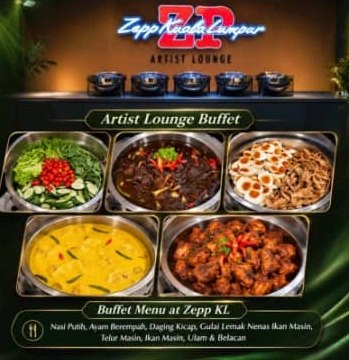 Zepp Kuala Lumpur
ZP
ARTIST LOUNGE
Artist Lounge Buffet
Buffet Menu at Zepp KL
Nasi Putih, Ayam Berempah, Daging Kicap, Gulai Lemak Nenas Ikan Masin,
Telur Masin, Ikan Masin, Ulam & Belacan